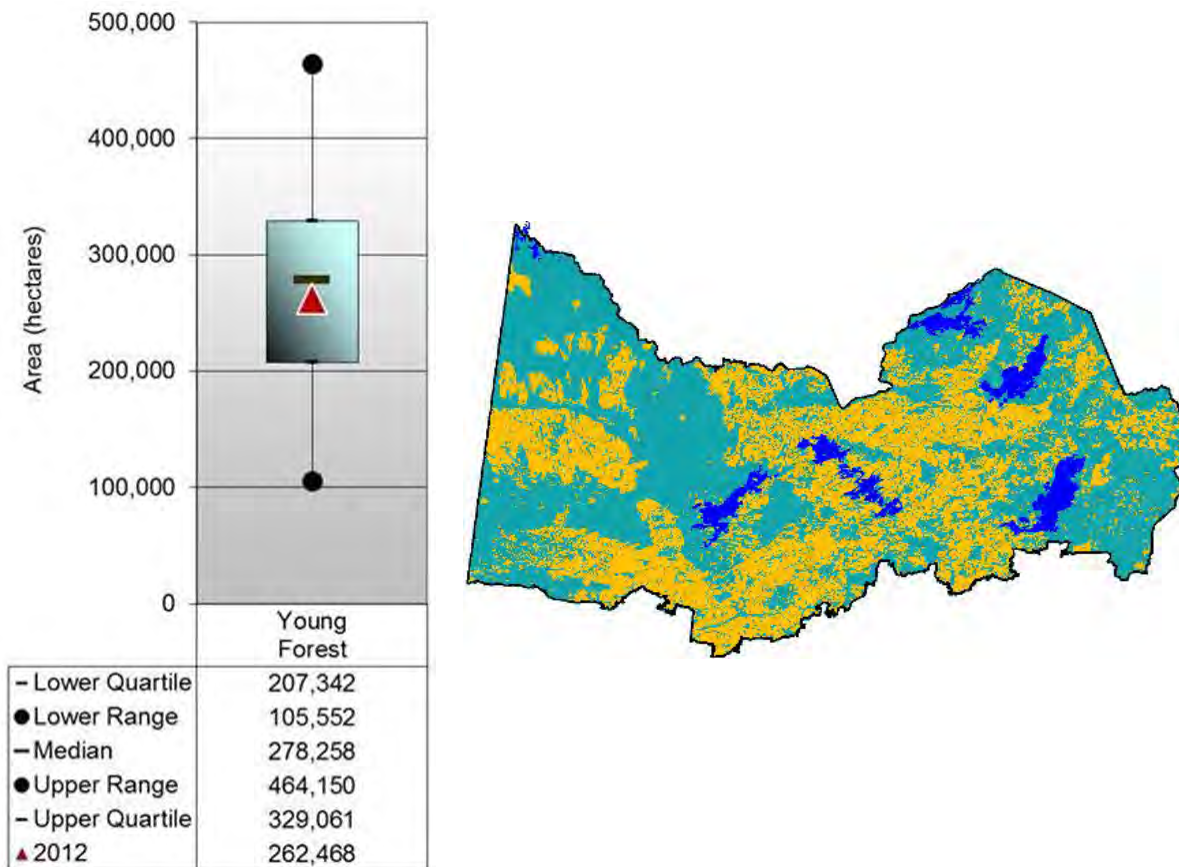 500,000
400,000
300,000
200,000
100,000
0
Area (hectares)
Young
Forest
Lower Quartile 207,342
Lower Range 105,552
Median 278,258
Upper Range 464,150
Upper Quartile 329,061
2012 262,468